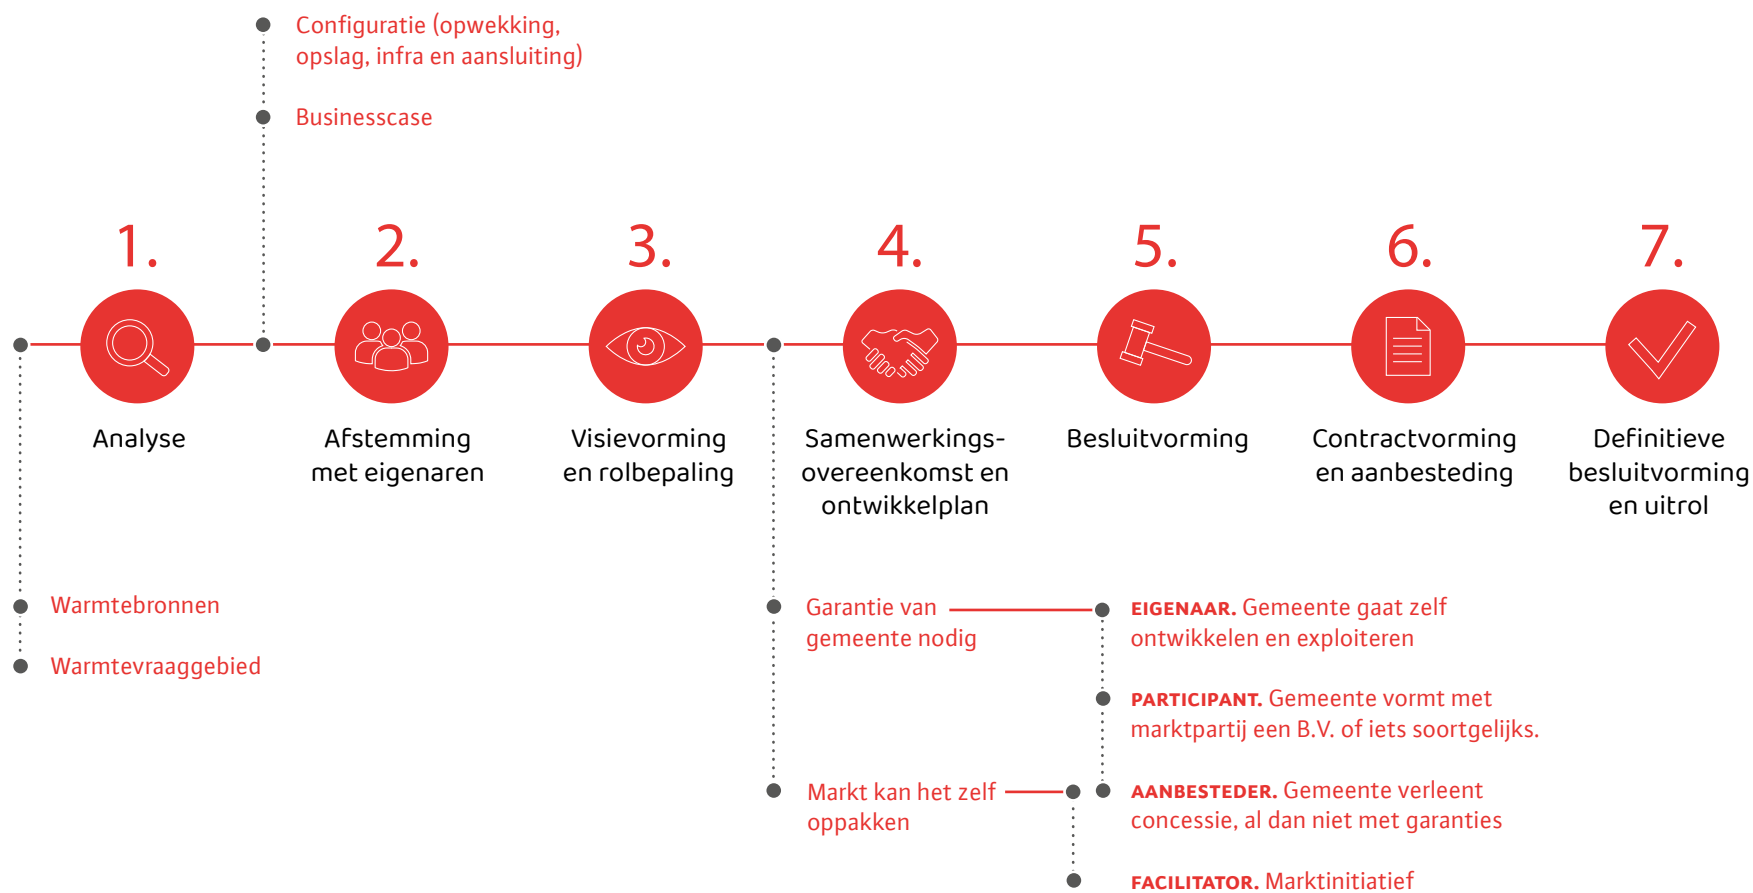 Configuratie (opwekking,
opslag, infra en aansluiting)
Businesscase
1.
2.
3.
4.
5.
6.
7.
Analyse
Afstemming
met eigenaren
Visievorming
en rolbepaling
Samenwerkings-
overeenkomst en
ontwikkelplan
Besluitvorming
Contractvorming
en aanbesteding
Definitieve
besluitvorming
en uitrol
Warmtebronnen
Warmtevraaggebied
Garantie van
gemeente nodig
Markt kan het zelf
oppakken
EIGENAAR. Gemeente gaat zelf
ontwikkelen en exploiteren
PARTICIPANT. Gemeente vormt met
marktpartij een B.V. of iets soortgelijks.
AANBESTEDER. Gemeente verleent
concessie, al dan niet met garanties
FACILITATOR. Marktinitiatief